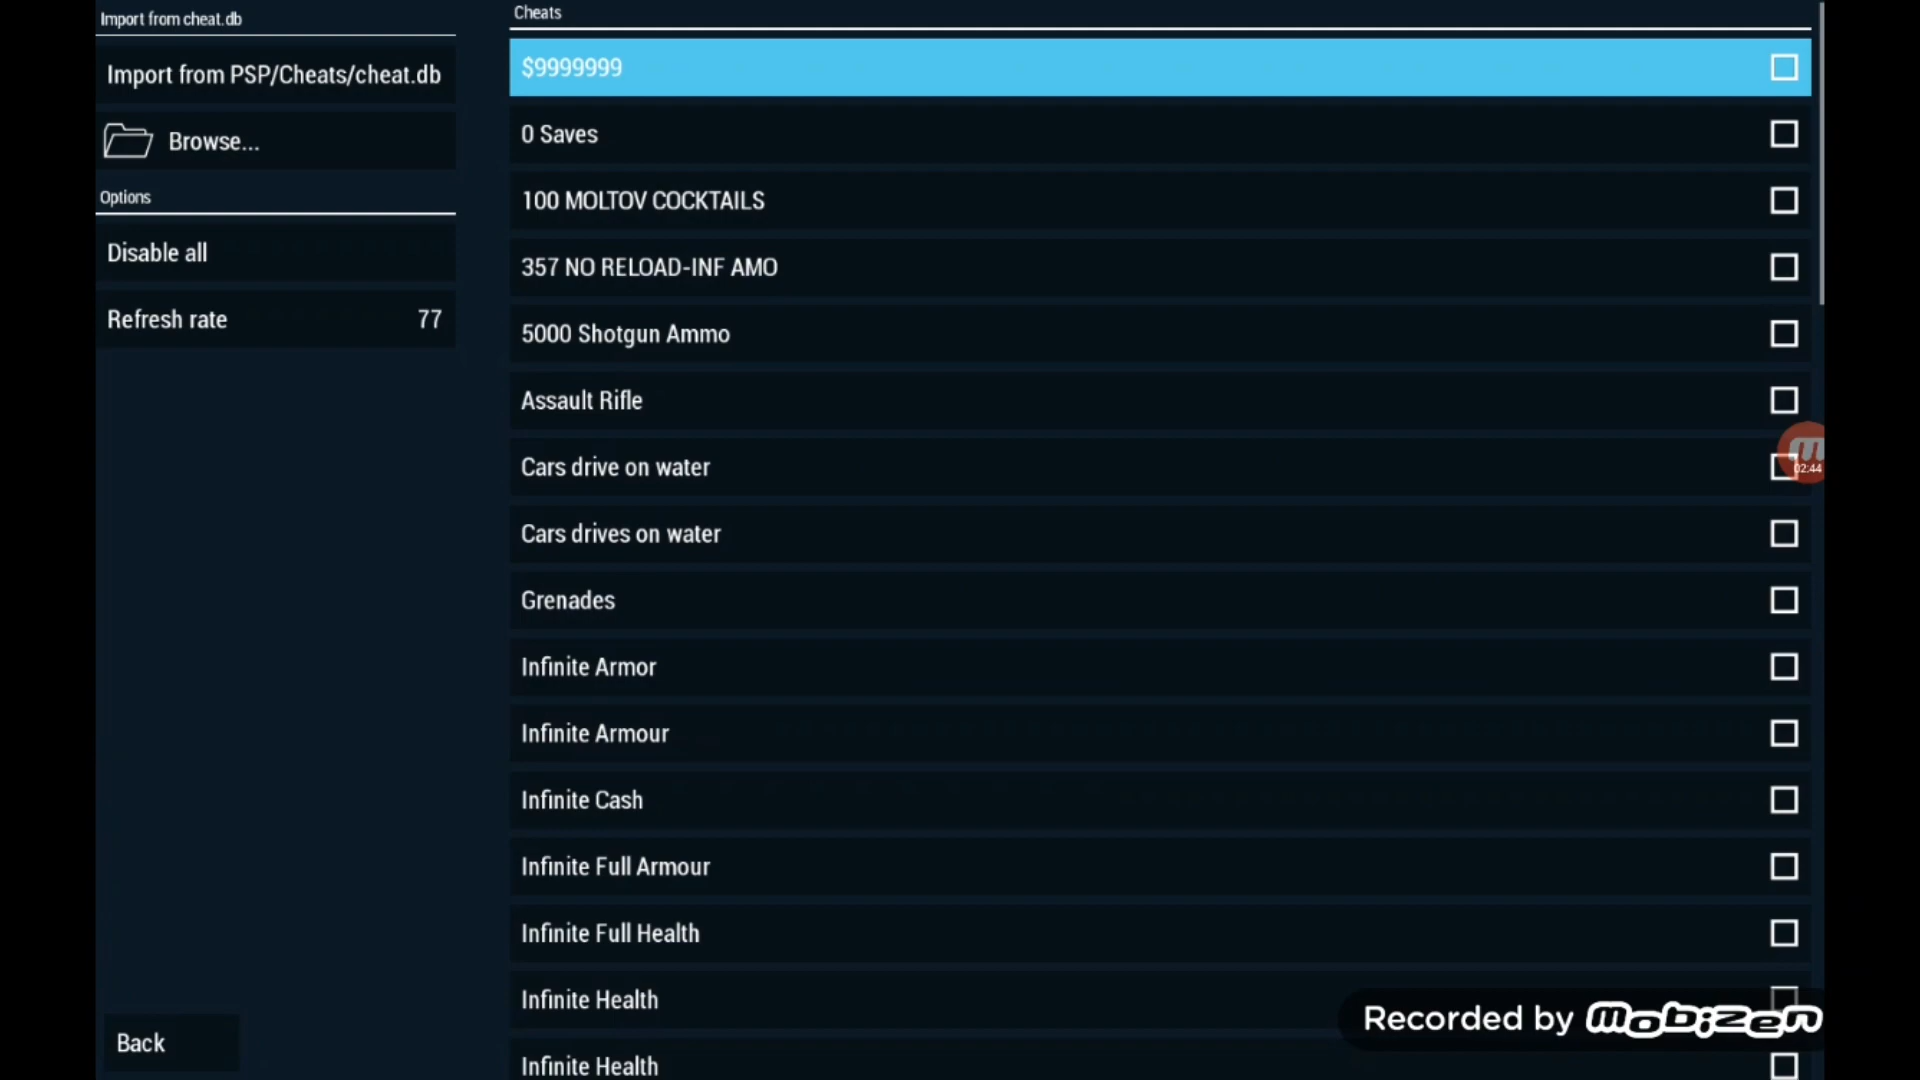 Import from cheat.db
Import from PSP/Cheats/cheat.db
Browse...
Options
Disable all
Refresh rate 77
Back
Cheats
$9999999
0 Saves
100 MOLTOV COCKTAILS
357 NO RELOAD-INF AMO
5000 Shotgun Ammo
Assault Rifle
Cars drive on water
02:44
Cars drives on water
Grenades
Infinite Armor
Infinite Armour
Infinite Cash
Infinite Full Armour
Infinite Full Health
Infinite Health
Infinite Health
Recorded by mobizen